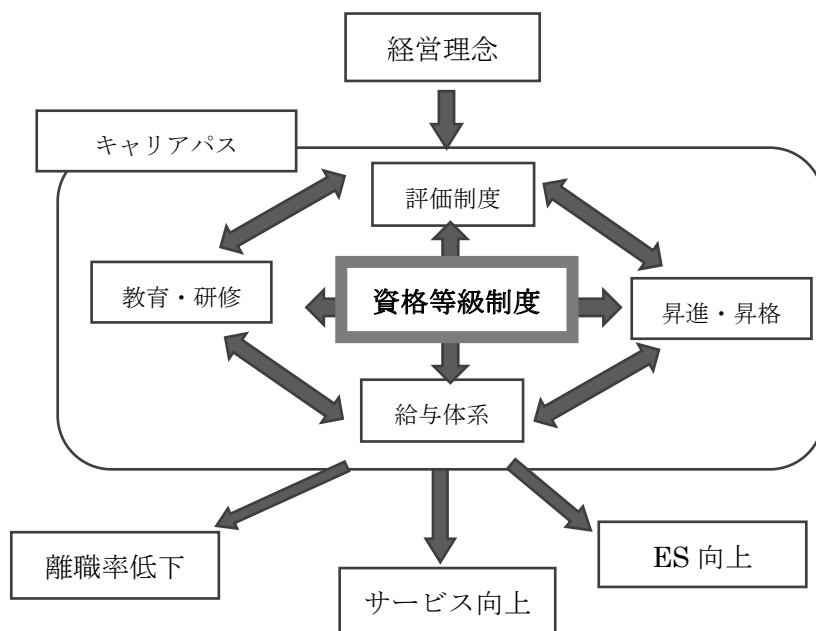 経営理念
キャリアパス
評価制度
教育・研修
資格等級制度
昇進・昇格
給与体系
離職率低下
サービス向上
ES 向上